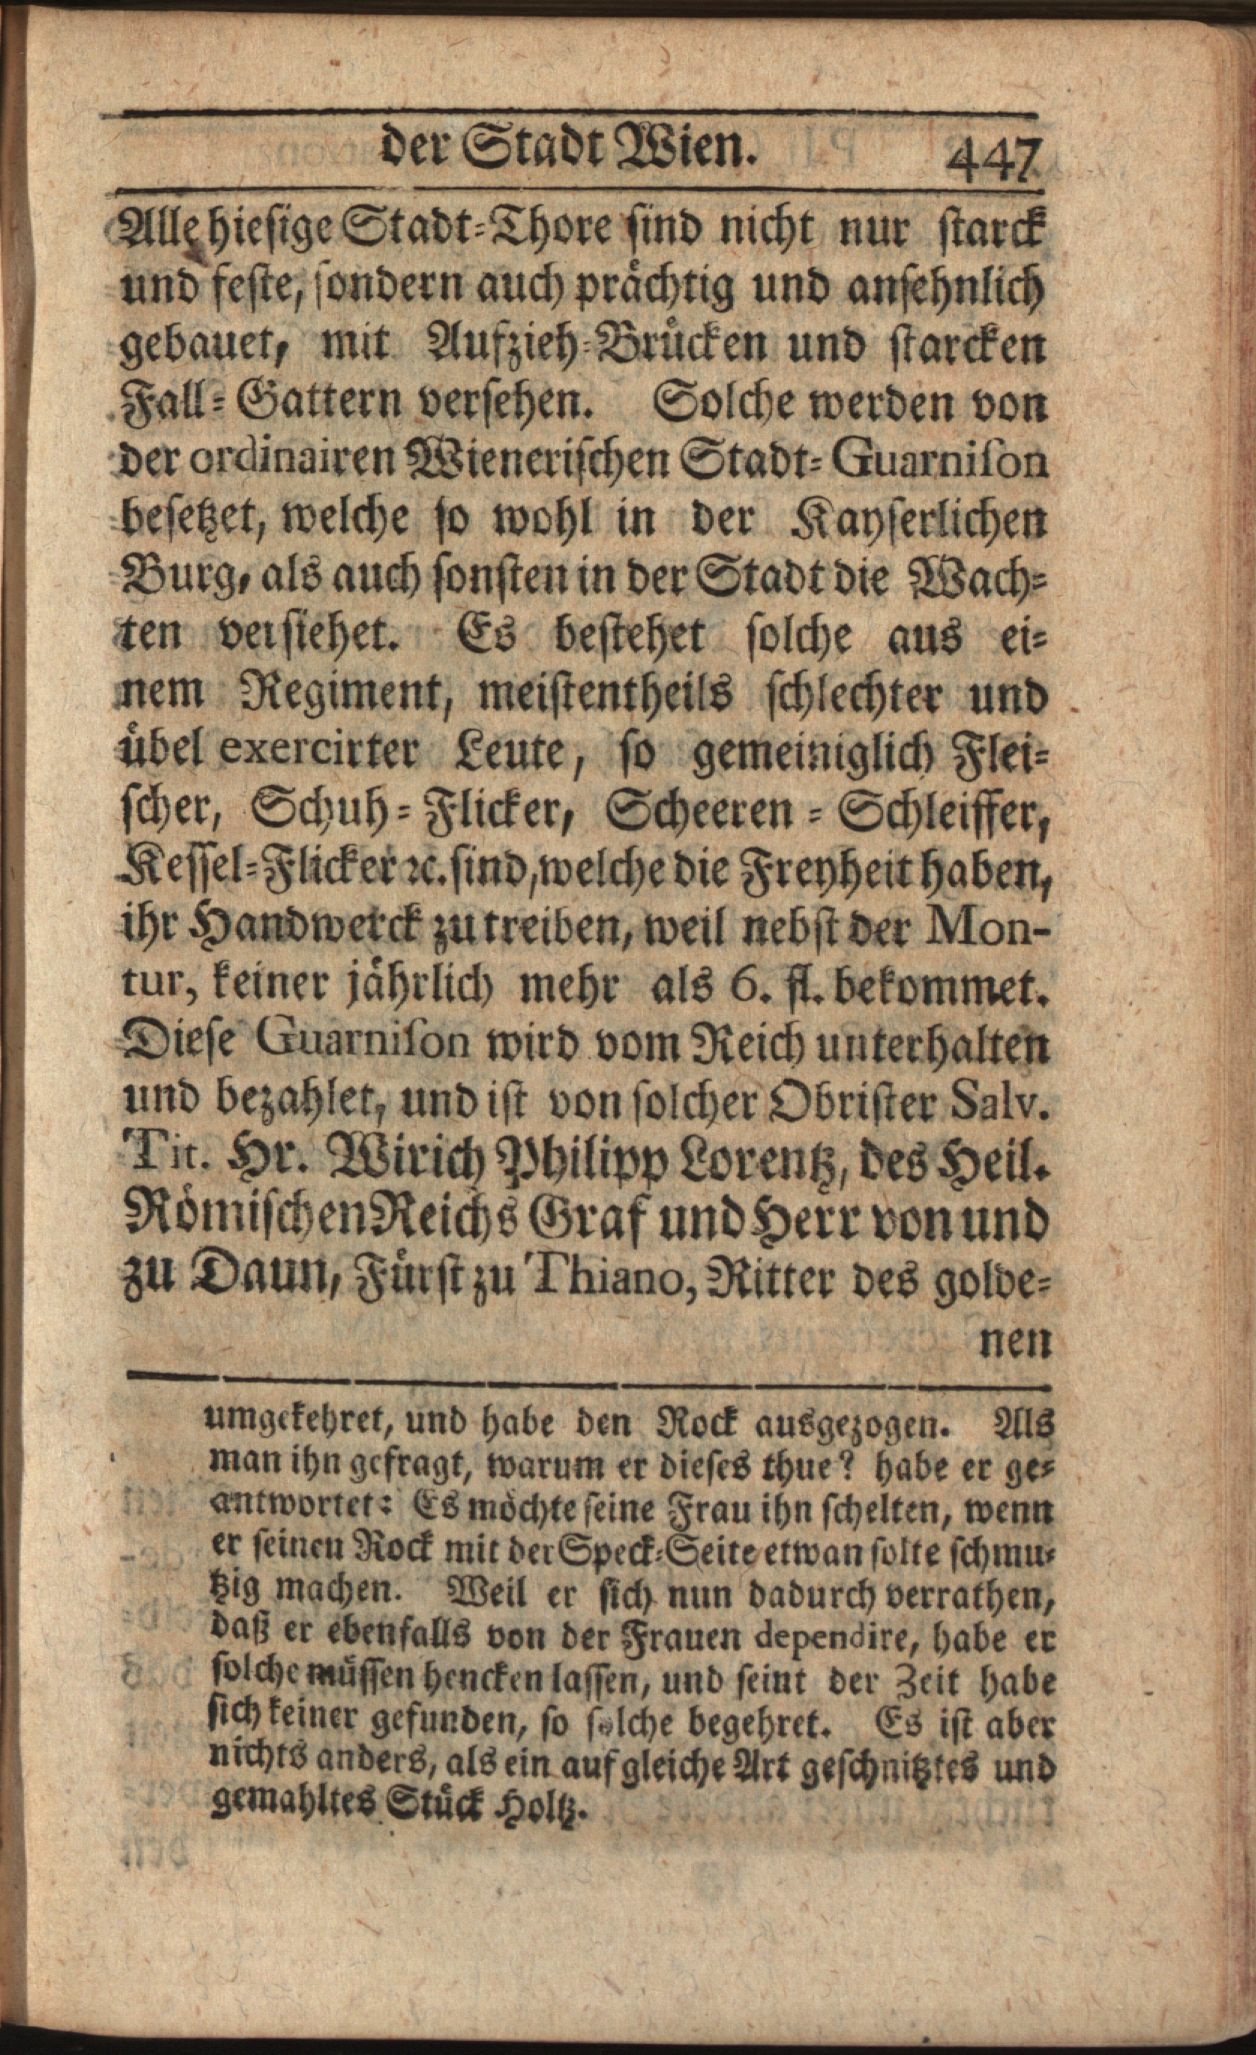 der Stadt Wien. 447
Alle hiesige Stadt-Thore sind nicht nur starck
und feste, sondern auch prächtig und ansehnlich
gebauet, mit Aufzieh-Brücken und starcken
Fall-Gattern versehen. Solche werden von
der ordinairen Wienerischen Stadt-Guarnison
besetzet, welche so wohl in der Kayserlichen
Burg, als auch sonsten in der Stadt die Wach-
ten versiehet. Es bestehet solche aus ei-
nem Regiment, meistentheils schlechter und
übel exercirter Leute, so gemeiniglich Flei-
scher, Schuh-Flicker, Scheeren-Schleiffer,
Kessel-Flicker ꝛc. sind, welche die Freyheit haben,
ihr Handwerck zu treiben, weil nebst der Mon-
tur, keiner jährlich mehr als 6. fl. bekommet.
Diese Guarnison wird vom Reich unterhalten
und bezahlet, und ist von solcher Obrister Salv.
Tit. Hr. Wirich Philipp Lorentz, des Heil.
Römischen Reichs Graf und Herr von und
zu Daun, Fürst zu Thiano, Ritter des golde-
nen
umgekehret, und habe den Rock ausgezogen. Als
man ihn gefragt, warum er dieses thue? habe er ge-
antwortet: Es möchte seine Frau ihn schelten, wenn
er seinen Rock mit der Speck-Seite etwan solte schmu-
tzig machen. Weil er sich nun dadurch verrathen,
daß er ebenfalls von der Frauen dependire, habe er
solche müssen hencken lassen, und seint der Zeit habe
sich keiner gefunden, so solche begehret. Es ist aber
nichts anders, als ein auf gleiche Art geschnitztes und
gemahltes Stück Holtz.